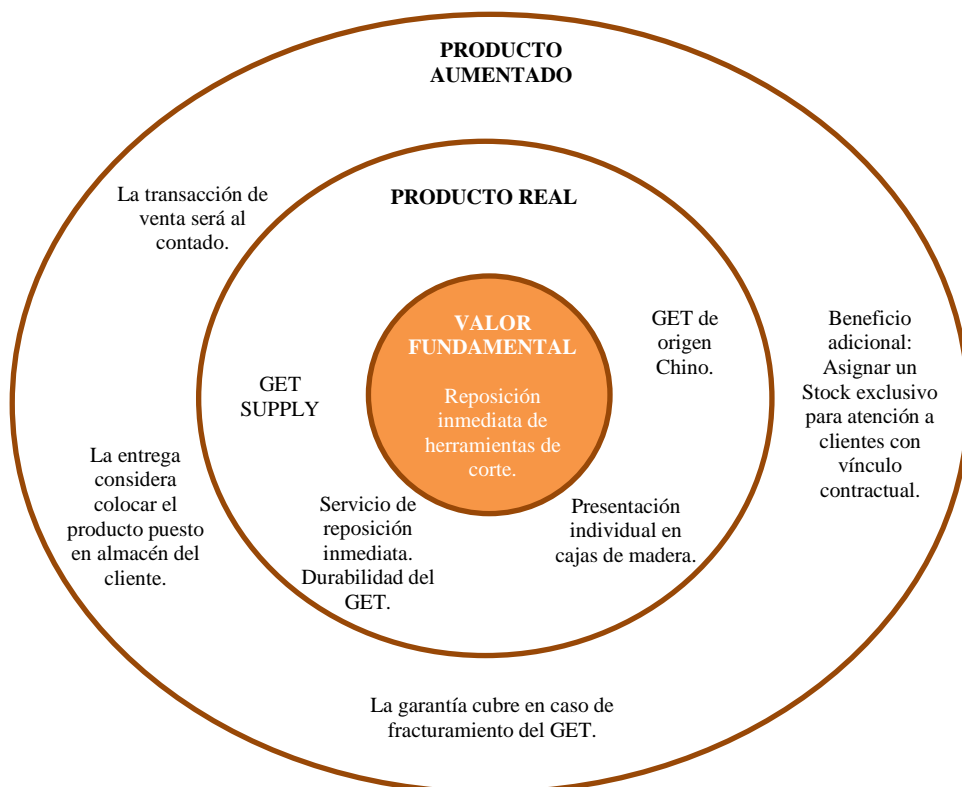 PRODUCTO
AUMENTADO
La transacción de
venta será al
contado.
PRODUCTO REAL
VALOR
FUNDAMENTAL
Reposición
inmediata de
herramientas de
corte.
GET de
origen
Chino.
Beneficio
adicional:
Asignar un
Stock exclusivo
para atención a
clientes con
vínculo
contractual.
GET
SUPPLY
La entrega
considera
colocar el
producto puesto
en almacén del
cliente.
Servicio de
reposición
inmediata.
Durabilidad del
GET.
Presentación
individual en
cajas de madera.
La garantía cubre en caso de
fracturamiento del GET.